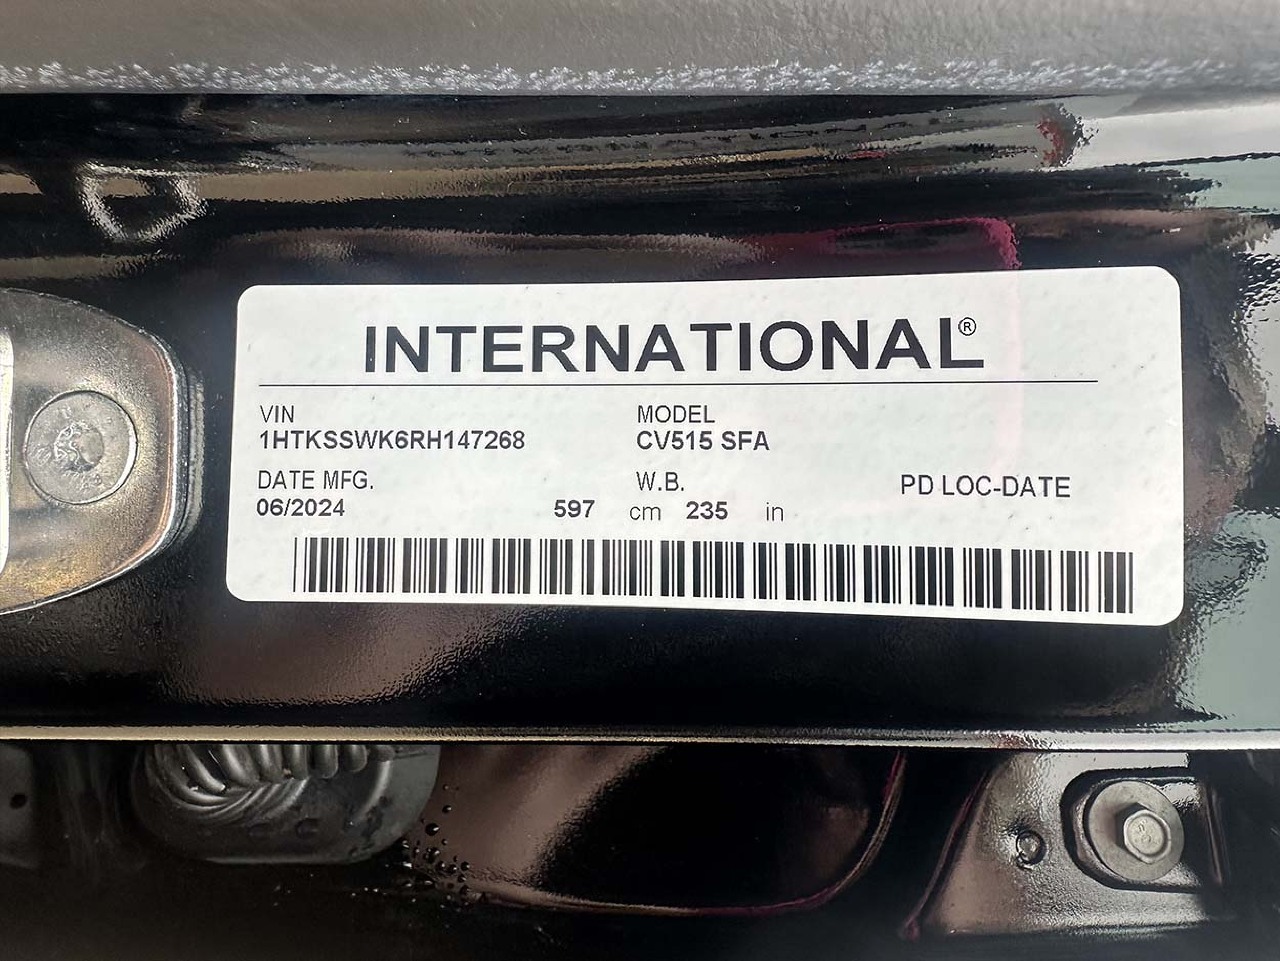 INTERNATIONAL®
VIN MODEL
1HTKSSWK6RH147268 CV515 SFA
DATE MFG. W.B. PD LOC-DATE
06/2024 597 cm 235 in